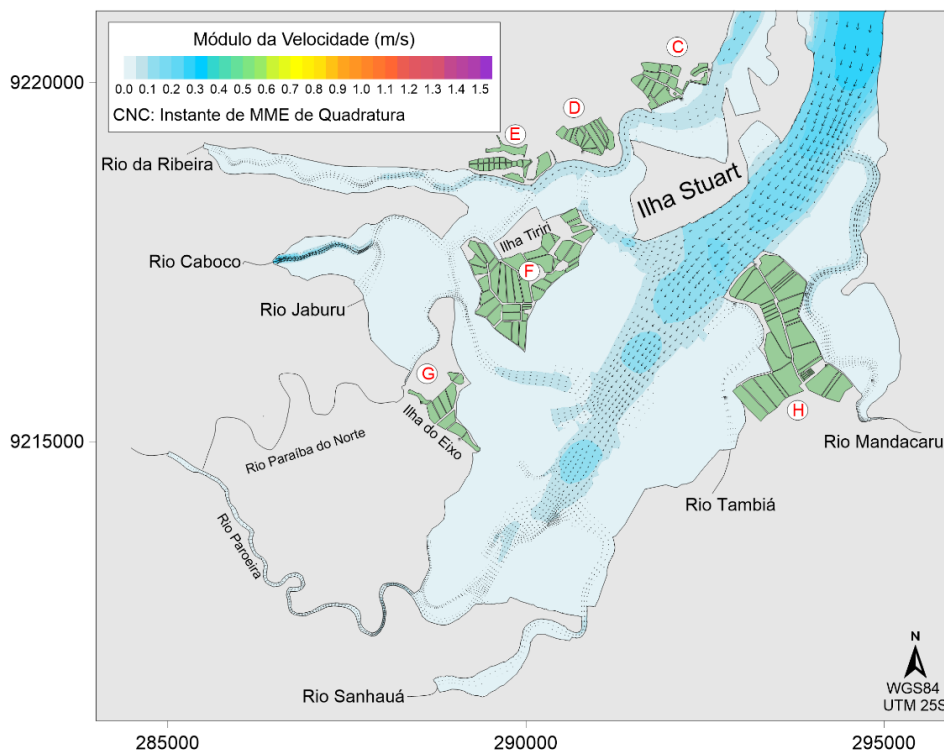 Módulo da Velocidade (m/s)
0.0 0.1 0.2 0.3 0.4 0.5 0.6 0.7 0.8 0.9 1.0 1.1 1.2 1.3 1.4 1.5
CNC: Instante de MME de Quadratura
9220000
C
D
E
Rio da Ribeira
Ilha Stuart
Ilha Tiriri
Rio Caboco
F
Rio Jaburu
G
H
Ilha do Eixo
9215000
Rio Paraíba do Norte
Rio Mandacaru
Rio Tambiá
Rio Paroeira
Rio Sanhauá
N
WGS84
UTM 25S
285000
290000
295000